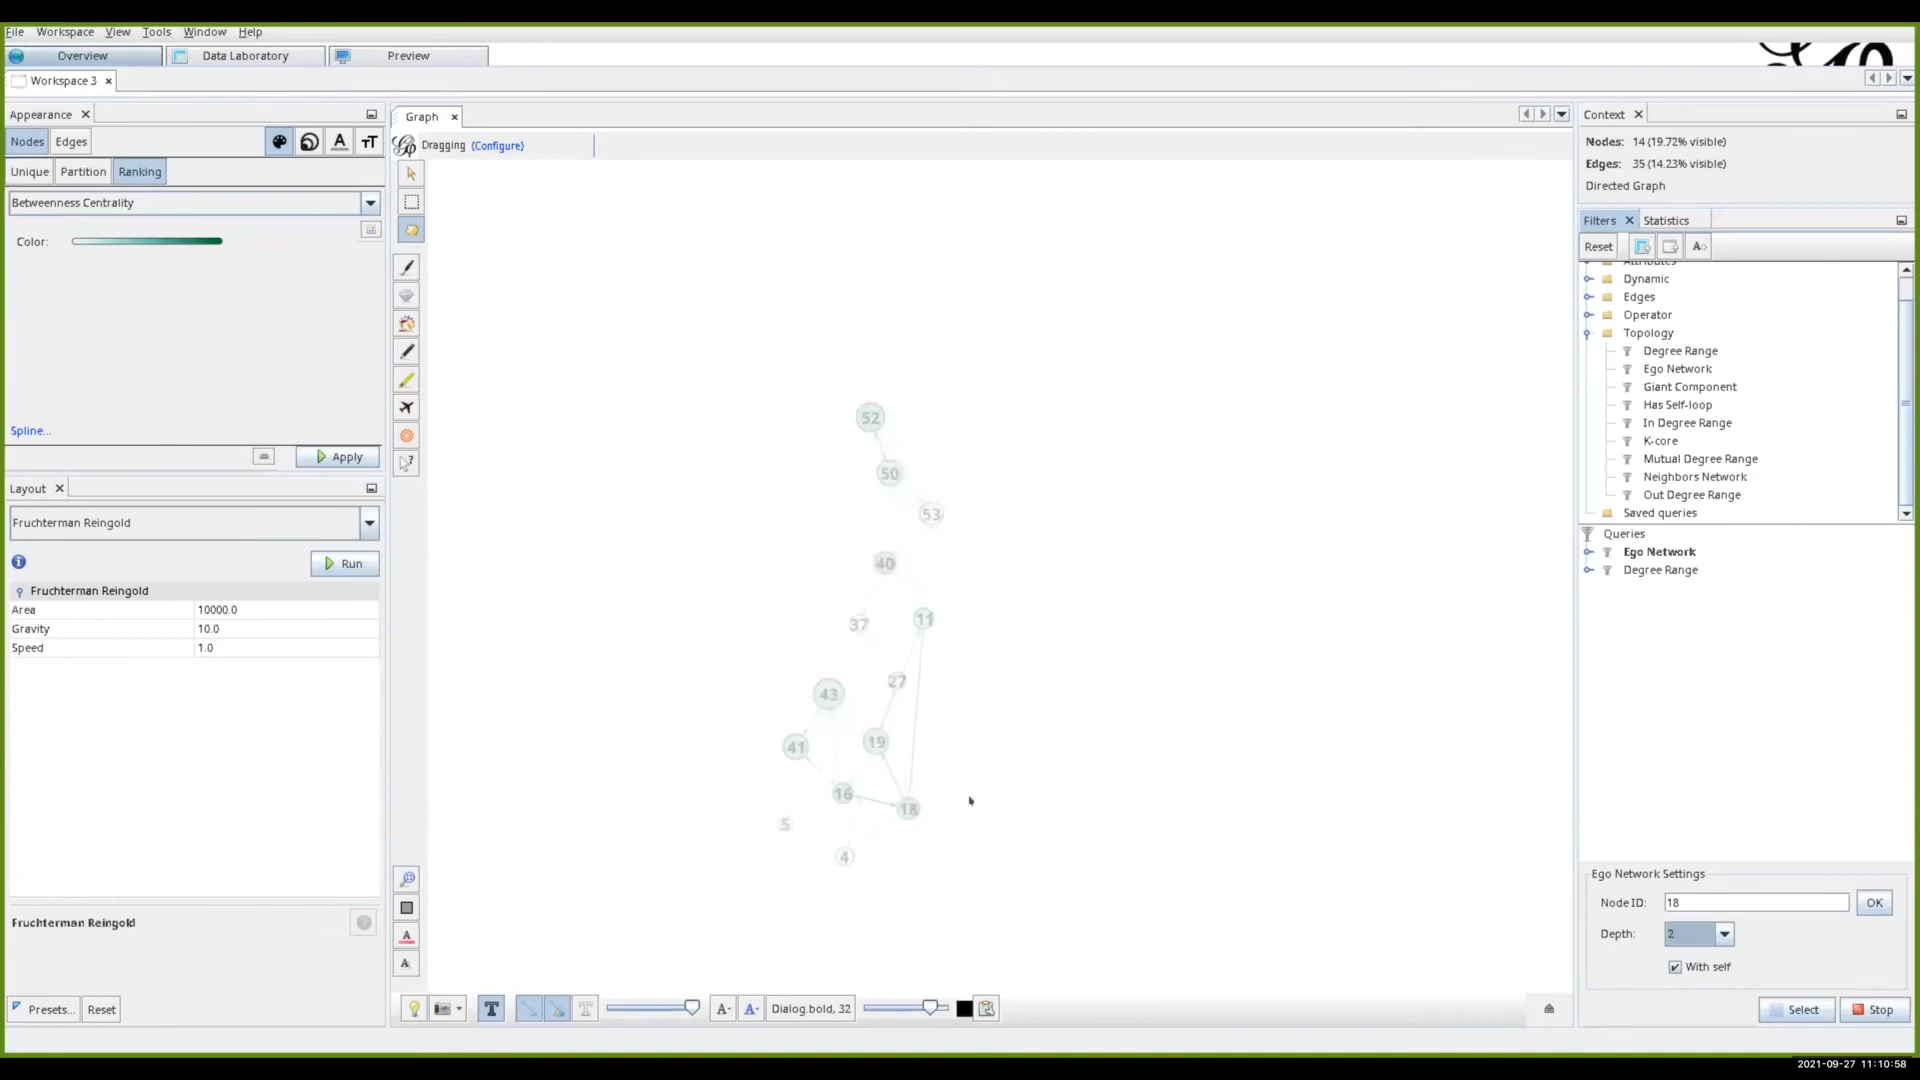 File Workspace View Tools Window Help
Overview Data Laboratory Preview
Workspace 3
Appearance
Nodes Edges
Unique Partition Ranking
Betweenness Centrality
Color:
Spline...
Apply
Layout
Fruchterman Reingold
Run
Fruchterman Reingold
Area 10000.0
Gravity 10.0
Speed 1.0
Fruchterman Reingold
Presets... Reset
Graph
Dragging (Configure)
52
50
53
40
37
11
27
43
41
19
16
18
5
4
Dialog.bold, 32
Context
Nodes: 14 (19.72% visible)
Edges: 35 (14.23% visible)
Directed Graph
Filters Statistics
Reset
Attributes
Dynamic
Edges
Operator
Topology
Degree Range
Ego Network
Giant Component
Has Self-loop
In Degree Range
K-core
Mutual Degree Range
Neighbors Network
Out Degree Range
Saved queries
Queries
Ego Network
Degree Range
Ego Network Settings
Node ID: 18 OK
Depth: 2
With self
Select Stop
2021-09-27 11:10:58